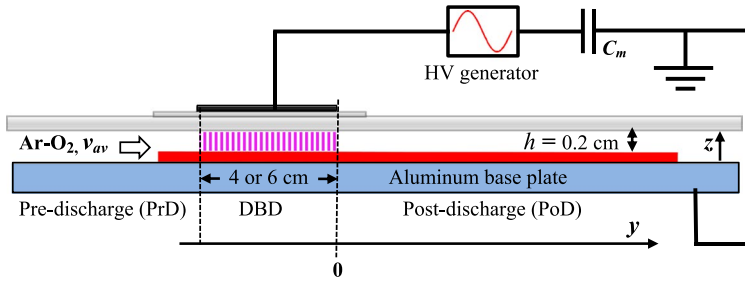 HV generator
C_m
Ar-O₂, v_av
h = 0.2 cm
z
4 or 6 cm
Aluminum base plate
Pre-discharge (PrD)
DBD
Post-discharge (PoD)
y
0